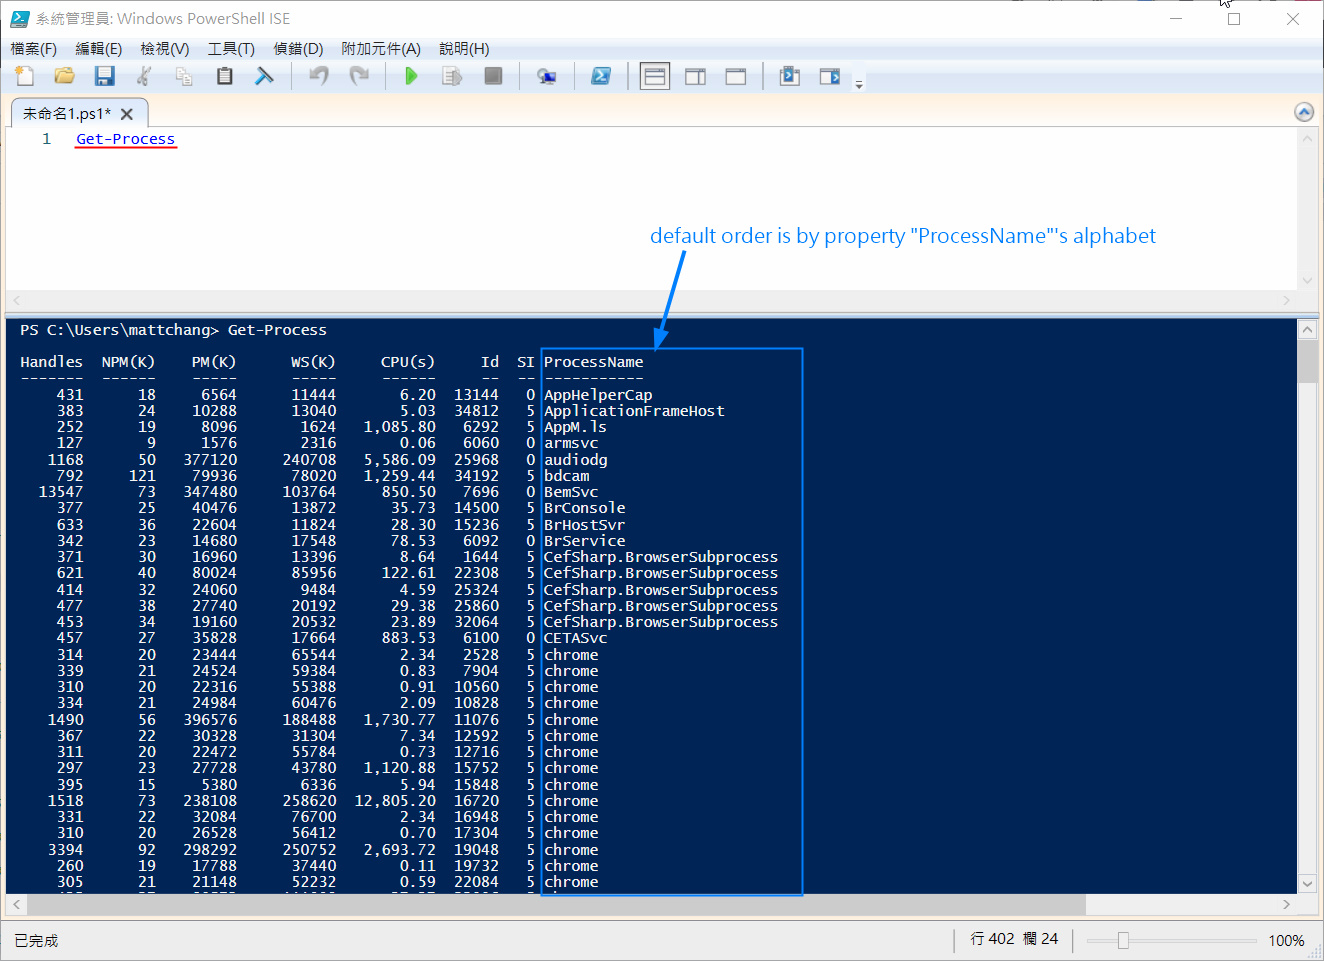 系統管理員: Windows PowerShell ISE
檔案(F) 編輯(E) 檢視(V) 工具(T) 偵錯(D) 附加元件(A) 說明(H)
未命名1.ps1*
1 Get-Process
default order is by property "ProcessName"'s alphabet
PS C:\Users\mattchang> Get-Process
Handles NPM(K) PM(K) WS(K) CPU(s) Id SI ProcessName
------- ------ ----- ----- ------ -- -- -----------
431 18 6564 11444 6.20 13144 0 AppHelperCap
383 24 10288 13040 5.03 34812 5 ApplicationFrameHost
252 19 8096 1624 1,085.80 6292 5 AppM.ls
127 9 1576 2316 0.06 6060 0 armsvc
1168 50 377120 240708 5,586.09 25968 0 audiodg
792 121 79936 78020 1,259.44 34192 5 bdcam
13547 73 347480 103764 850.50 7696 0 BemSvc
377 25 40476 13872 35.73 14500 5 BrConsole
633 36 22604 11824 28.30 15236 5 BrHostSvr
342 23 14680 17548 78.53 6092 0 BrService
371 30 16960 13396 8.64 1644 5 CefSharp.BrowserSubprocess
621 40 80024 85956 122.61 22308 5 CefSharp.BrowserSubprocess
414 32 24060 9484 4.59 25324 5 CefSharp.BrowserSubprocess
477 38 27740 20192 29.38 25860 5 CefSharp.BrowserSubprocess
453 34 19160 20532 23.89 32064 5 CefSharp.BrowserSubprocess
457 27 35828 17664 883.53 6100 0 CETASvc
314 20 23444 65544 2.34 2528 5 chrome
339 21 24524 59384 0.83 7904 5 chrome
310 20 22316 55388 0.91 10560 5 chrome
334 21 24984 60476 2.09 10828 5 chrome
1490 56 396576 188488 1,730.77 11076 5 chrome
367 22 30328 31304 7.34 12592 5 chrome
311 20 22472 55784 0.73 12716 5 chrome
297 23 27728 43780 1,120.88 15752 5 chrome
395 15 5380 6336 5.94 15848 5 chrome
1518 73 238108 258620 12,805.20 16720 5 chrome
331 22 32084 76700 2.34 16948 5 chrome
310 20 26528 56412 0.70 17304 5 chrome
3394 92 298292 250752 2,693.72 19048 5 chrome
260 19 17788 37440 0.11 19732 5 chrome
305 21 21148 52232 0.59 22084 5 chrome
已完成 行 402 欄 24 100%